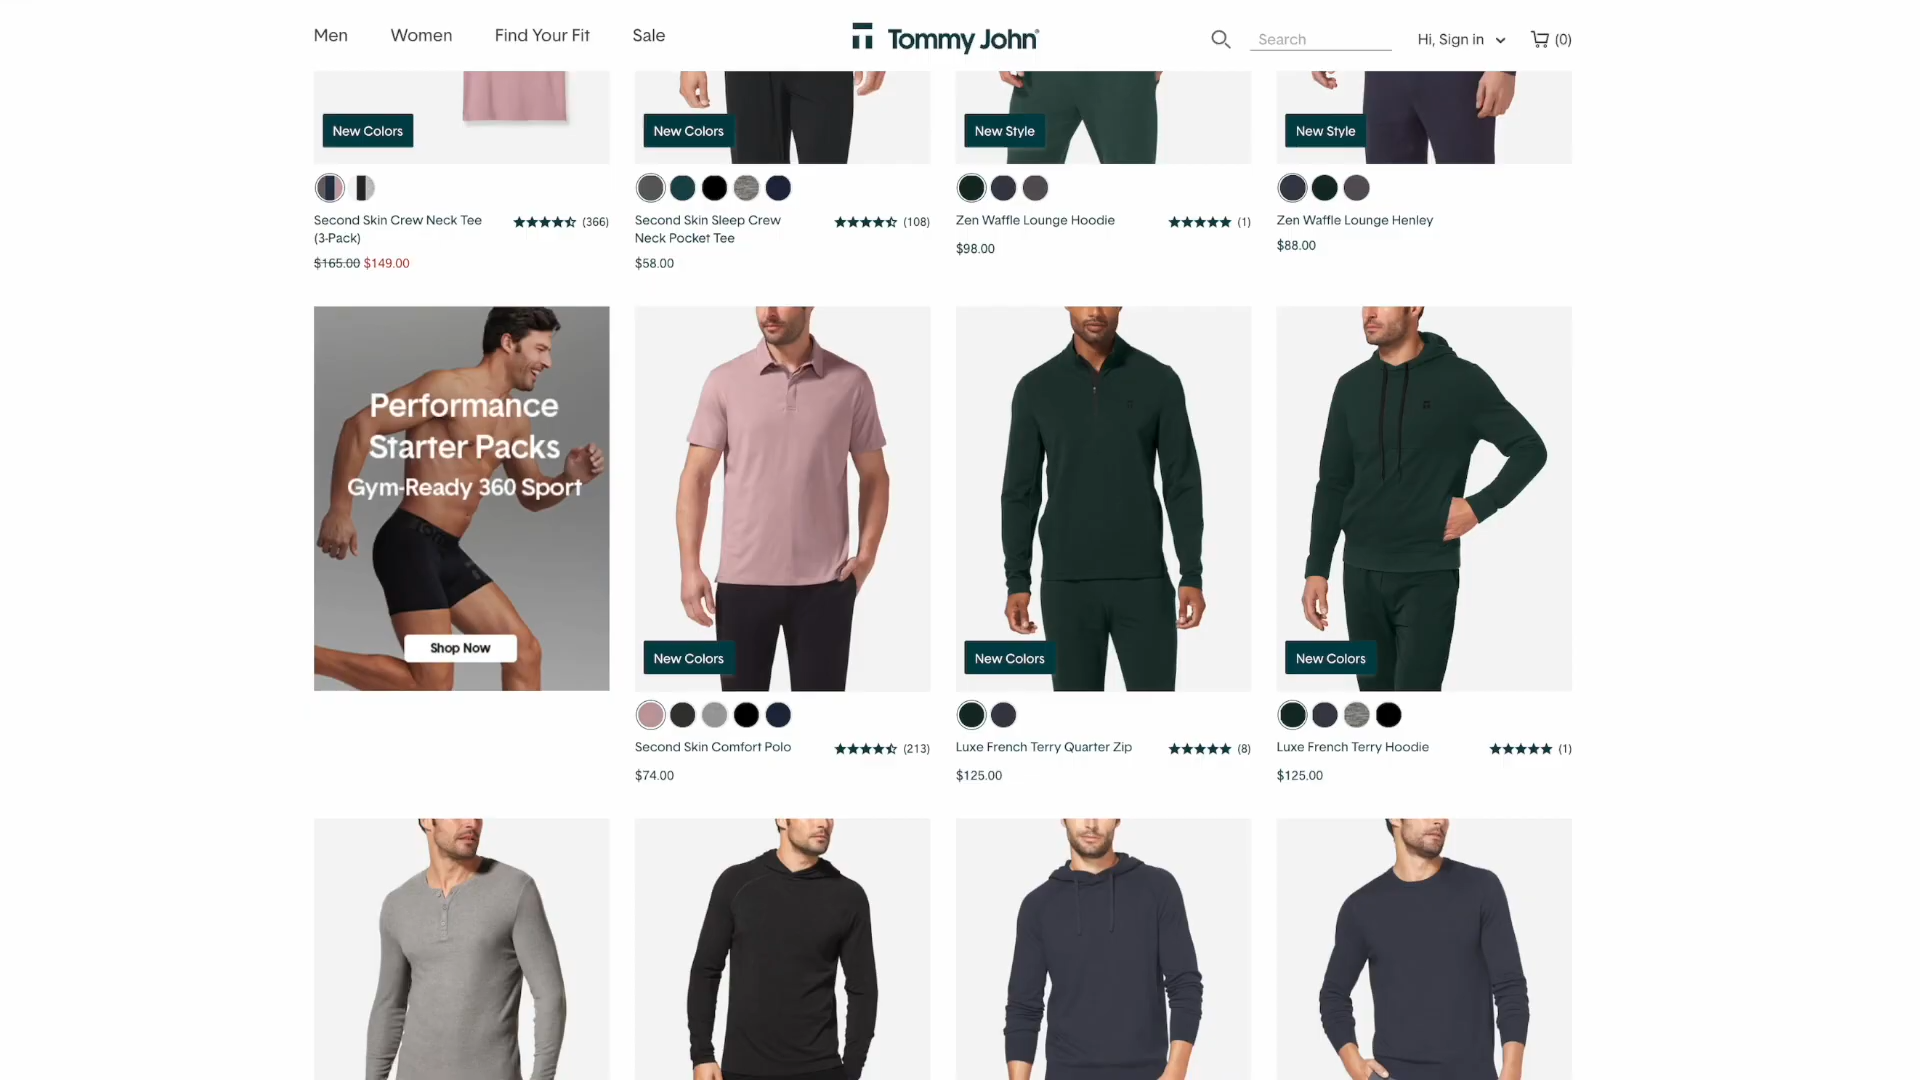 Men
Women
Find Your Fit
Sale
Tommy John
Search
Hi, Sign in
(0)
New Colors
New Colors
New Style
New Style
Second Skin Crew Neck Tee
(3-Pack)
(366)
$165.00 $149.00
Second Skin Sleep Crew
Neck Pocket Tee
(108)
$58.00
Zen Waffle Lounge Hoodie
(1)
$98.00
Zen Waffle Lounge Henley
$88.00
Performance
Starter Packs
Gym-Ready 360 Sport
Shop Now
New Colors
New Colors
New Colors
Second Skin Comfort Polo
(213)
$74.00
Luxe French Terry Quarter Zip
(8)
$125.00
Luxe French Terry Hoodie
(1)
$125.00